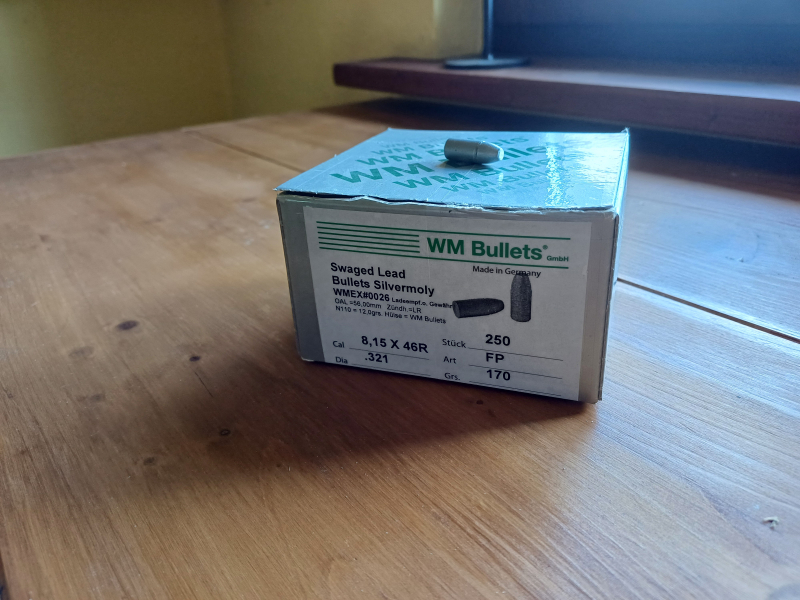 WM Bullets
WM Bullets
WM Bullets
WM Bullets® GmbH
Made in Germany
Swaged Lead
Bullets Silvermoly
WMEX#0026 Ladeempf.o. Gewähr
OAL =56,00mm Zündh.=LR
N110 = 12,0grs. Hülse = WM Bullets
Cal 8,15 X 46R
Dia .321
Stück 250
Art FP
Grs. 170